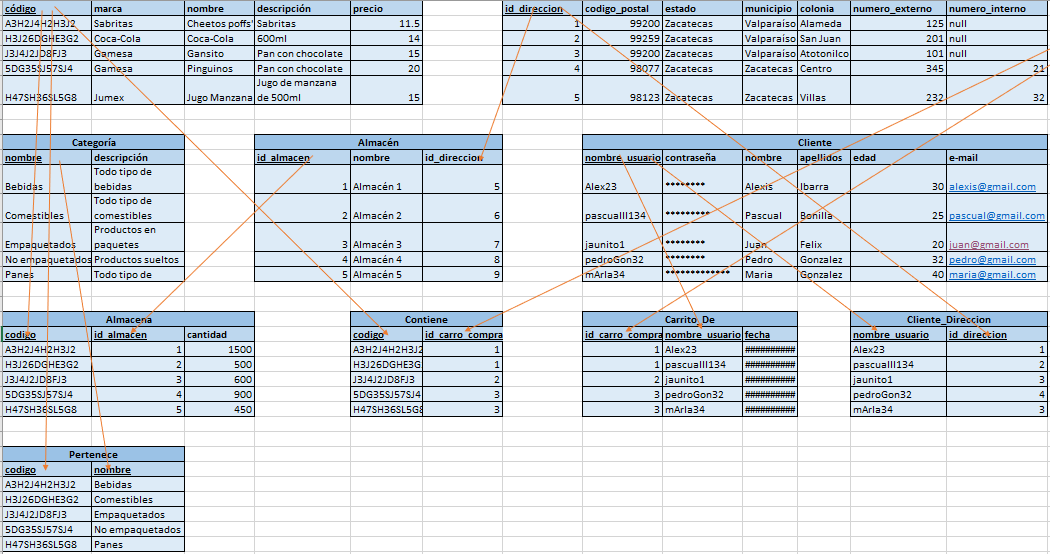 código marca nombre descripción precio id_direccion codigo_postal estado municipio colonia numero_externo numero_interno
A3H2J4H2H3J2 Sabritas Cheetos poffs' Sabritas 11.5 1 99200 Zacatecas Valparaíso Alameda 125 null
H3J26DGHE3G2 Coca-Cola Coca-Cola 600ml 14 2 99259 Zacatecas Valparaíso San Juan 201 null
J3J4J2JD8FJ3 Gamesa Gansito Pan con chocolate 15 3 99200 Zacatecas Valparaíso Atotonilco 101 null
5DG35SJ57SJ4 Gamesa Pinguinos Pan con chocolate 20 4 98077 Zacatecas Zacatecas Centro 345 21
Jugo de manzana
H47SH36SL5G8 Jumex Jugo Manzana de 500ml 15 5 98123 Zacatecas Zacatecas Villas 232 32
Categoría Almacén Cliente
nombre descripción id_almacen nombre id_direccion nombre_usuario contraseña nombre apellidos edad e-mail
Todo tipo de
Bebidas bebidas 1 Almacén 1 5 Alex23 ******** Alexis Ibarra 30 alexis@gmail.com
Todo tipo de
Comestibles comestibles 2 Almacén 2 6 pascualll134 ********* Pascual Bonilla 25 pascual@gmail.com
Productos en
Empaquetados paquetes 3 Almacén 3 7 jaunito1 ******** Juan Felix 20 juan@gmail.com
No empaquetados Productos sueltos 4 Almacén 4 8 pedroGon32 ******** Pedro Gonzalez 32 pedro@gmail.com
Panes Todo tipo de 5 Almacén 5 9 mArla34 ************* Maria Gonzalez 40 maria@gmail.com
Almacena Contiene Carrito_De Cliente_Direccion
codigo id_almacen cantidad codigo id_carro_compra id_carro_compra nombre_usuario fecha nombre_usuario id_direccion
A3H2J4H2H3J2 1 1500 A3H2J4H2H3J2 1 1 Alex23 ########## Alex23 1
H3J26DGHE3G2 2 500 H3J26DGHE3G 1 1 pascualll134 ########## pascualll134 2
J3J4J2JD8FJ3 3 600 J3J4J2JD8FJ3 2 2 jaunito1 ########## jaunito1 3
5DG35SJ57SJ4 4 900 5DG35SJ57SJ4 3 3 pedroGon32 ########## pedroGon32 4
H47SH36SL5G8 5 450 H47SH36SL5G8 3 3 mArla34 ########## mArla34 3
Pertenece
codigo nombre
A3H2J4H2H3J2 Bebidas
H3J26DGHE3G2 Comestibles
J3J4J2JD8FJ3 Empaquetados
5DG35SJ57SJ4 No empaquetados
H47SH36SL5G8 Panes